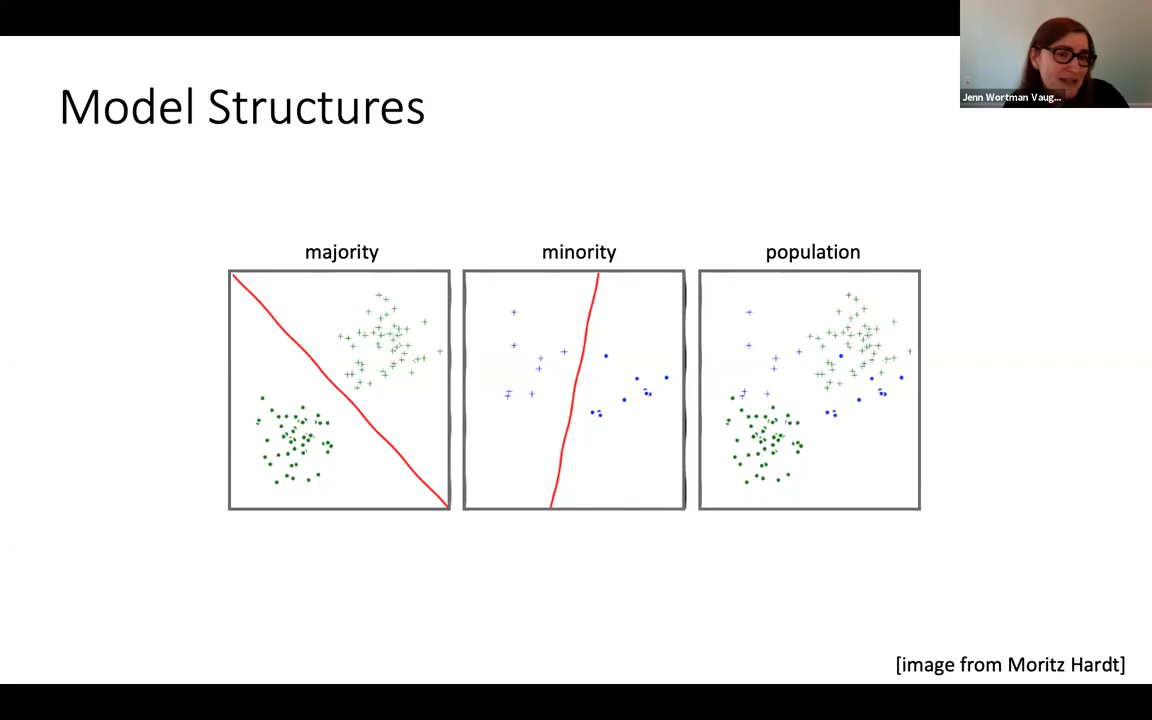 Jenn Wortman Vaug...
Model Structures
majority
minority
population
[image from Moritz Hardt]